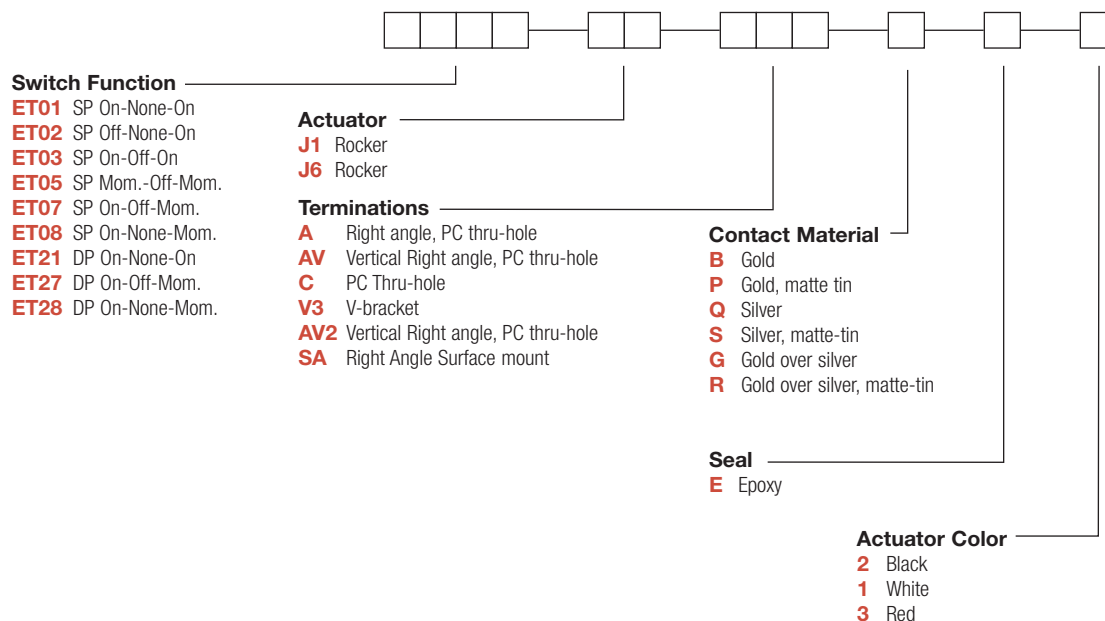 Switch Function
ET01 SP On-None-On
ET02 SP Off-None-On
ET03 SP On-Off-On
ET05 SP Mom.-Off-Mom.
ET07 SP On-Off-Mom.
ET08 SP On-None-Mom.
ET21 DP On-None-On
ET27 DP On-Off-Mom.
ET28 DP On-None-Mom.
Actuator
J1 Rocker
J6 Rocker
Terminations
A Right angle, PC thru-hole
AV Vertical Right angle, PC thru-hole
C PC Thru-hole
V3 V-bracket
AV2 Vertical Right angle, PC thru-hole
SA Right Angle Surface mount
Contact Material
B Gold
P Gold, matte tin
Q Silver
S Silver, matte-tin
G Gold over silver
R Gold over silver, matte-tin
Seal
E Epoxy
Actuator Color
2 Black
1 White
3 Red